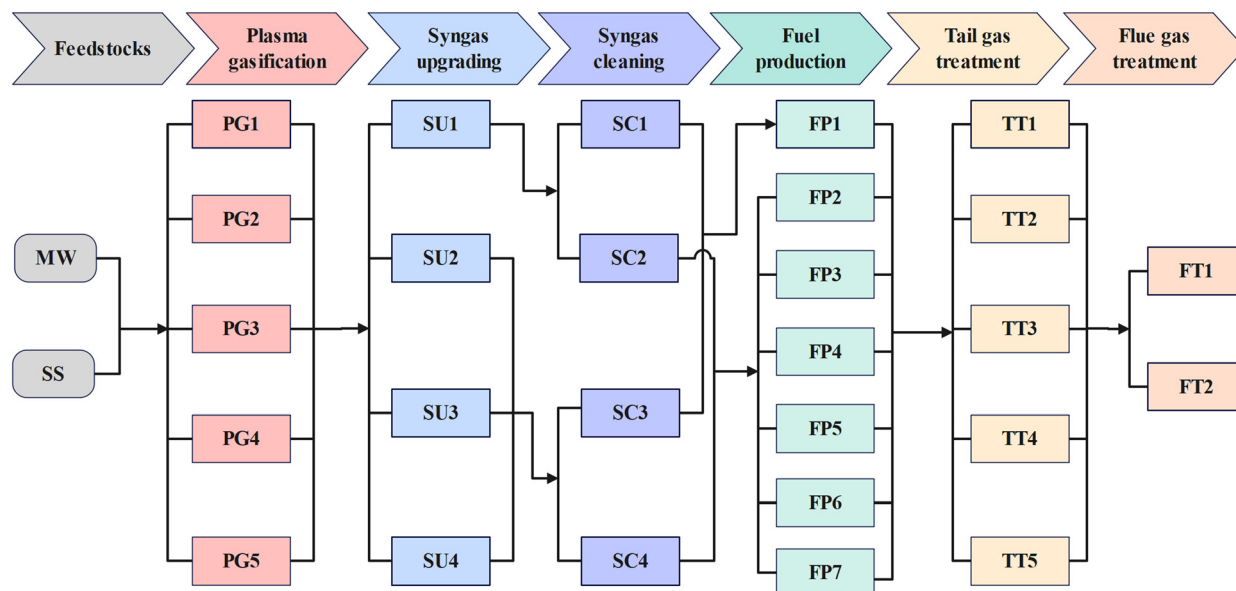 Feedstocks
Plasma
gasification
Syngas
upgrading
Syngas
cleaning
Fuel
production
Tail gas
treatment
Flue gas
treatment
MW
SS
PG1
PG2
PG3
PG4
PG5
SU1
SU2
SU3
SU4
SC1
SC2
SC3
SC4
FP1
FP2
FP3
FP4
FP5
FP6
FP7
TT1
TT2
TT3
TT4
TT5
FT1
FT2